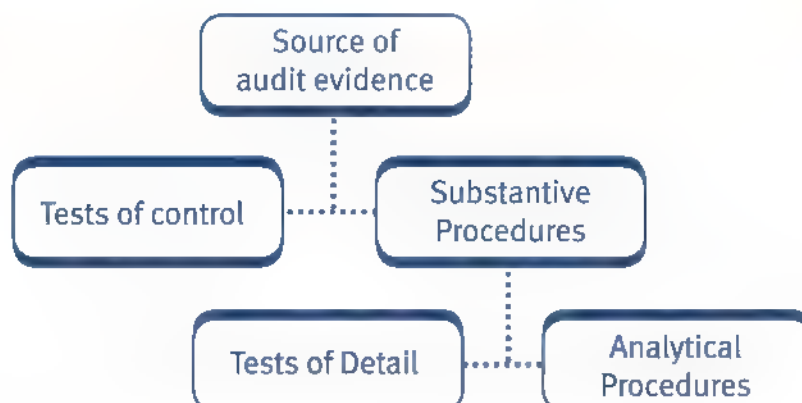 Source of
audit evidence
Tests of control
Substantive
Procedures
Tests of Detail
Analytical
Procedures